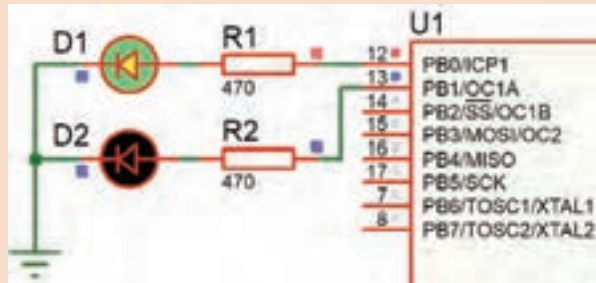 U1
D1
R1
12
PB0/ICP1
13
PB1/OC1A
470
14
PB2/SS/OC1B
D2
R2
15
PB3/MOSI/OC2
16
PB4/MISO
17
PB5/SCK
470
7
PB6/TOSC1/XTAL1
8
PB7/TOSC2/XTAL2